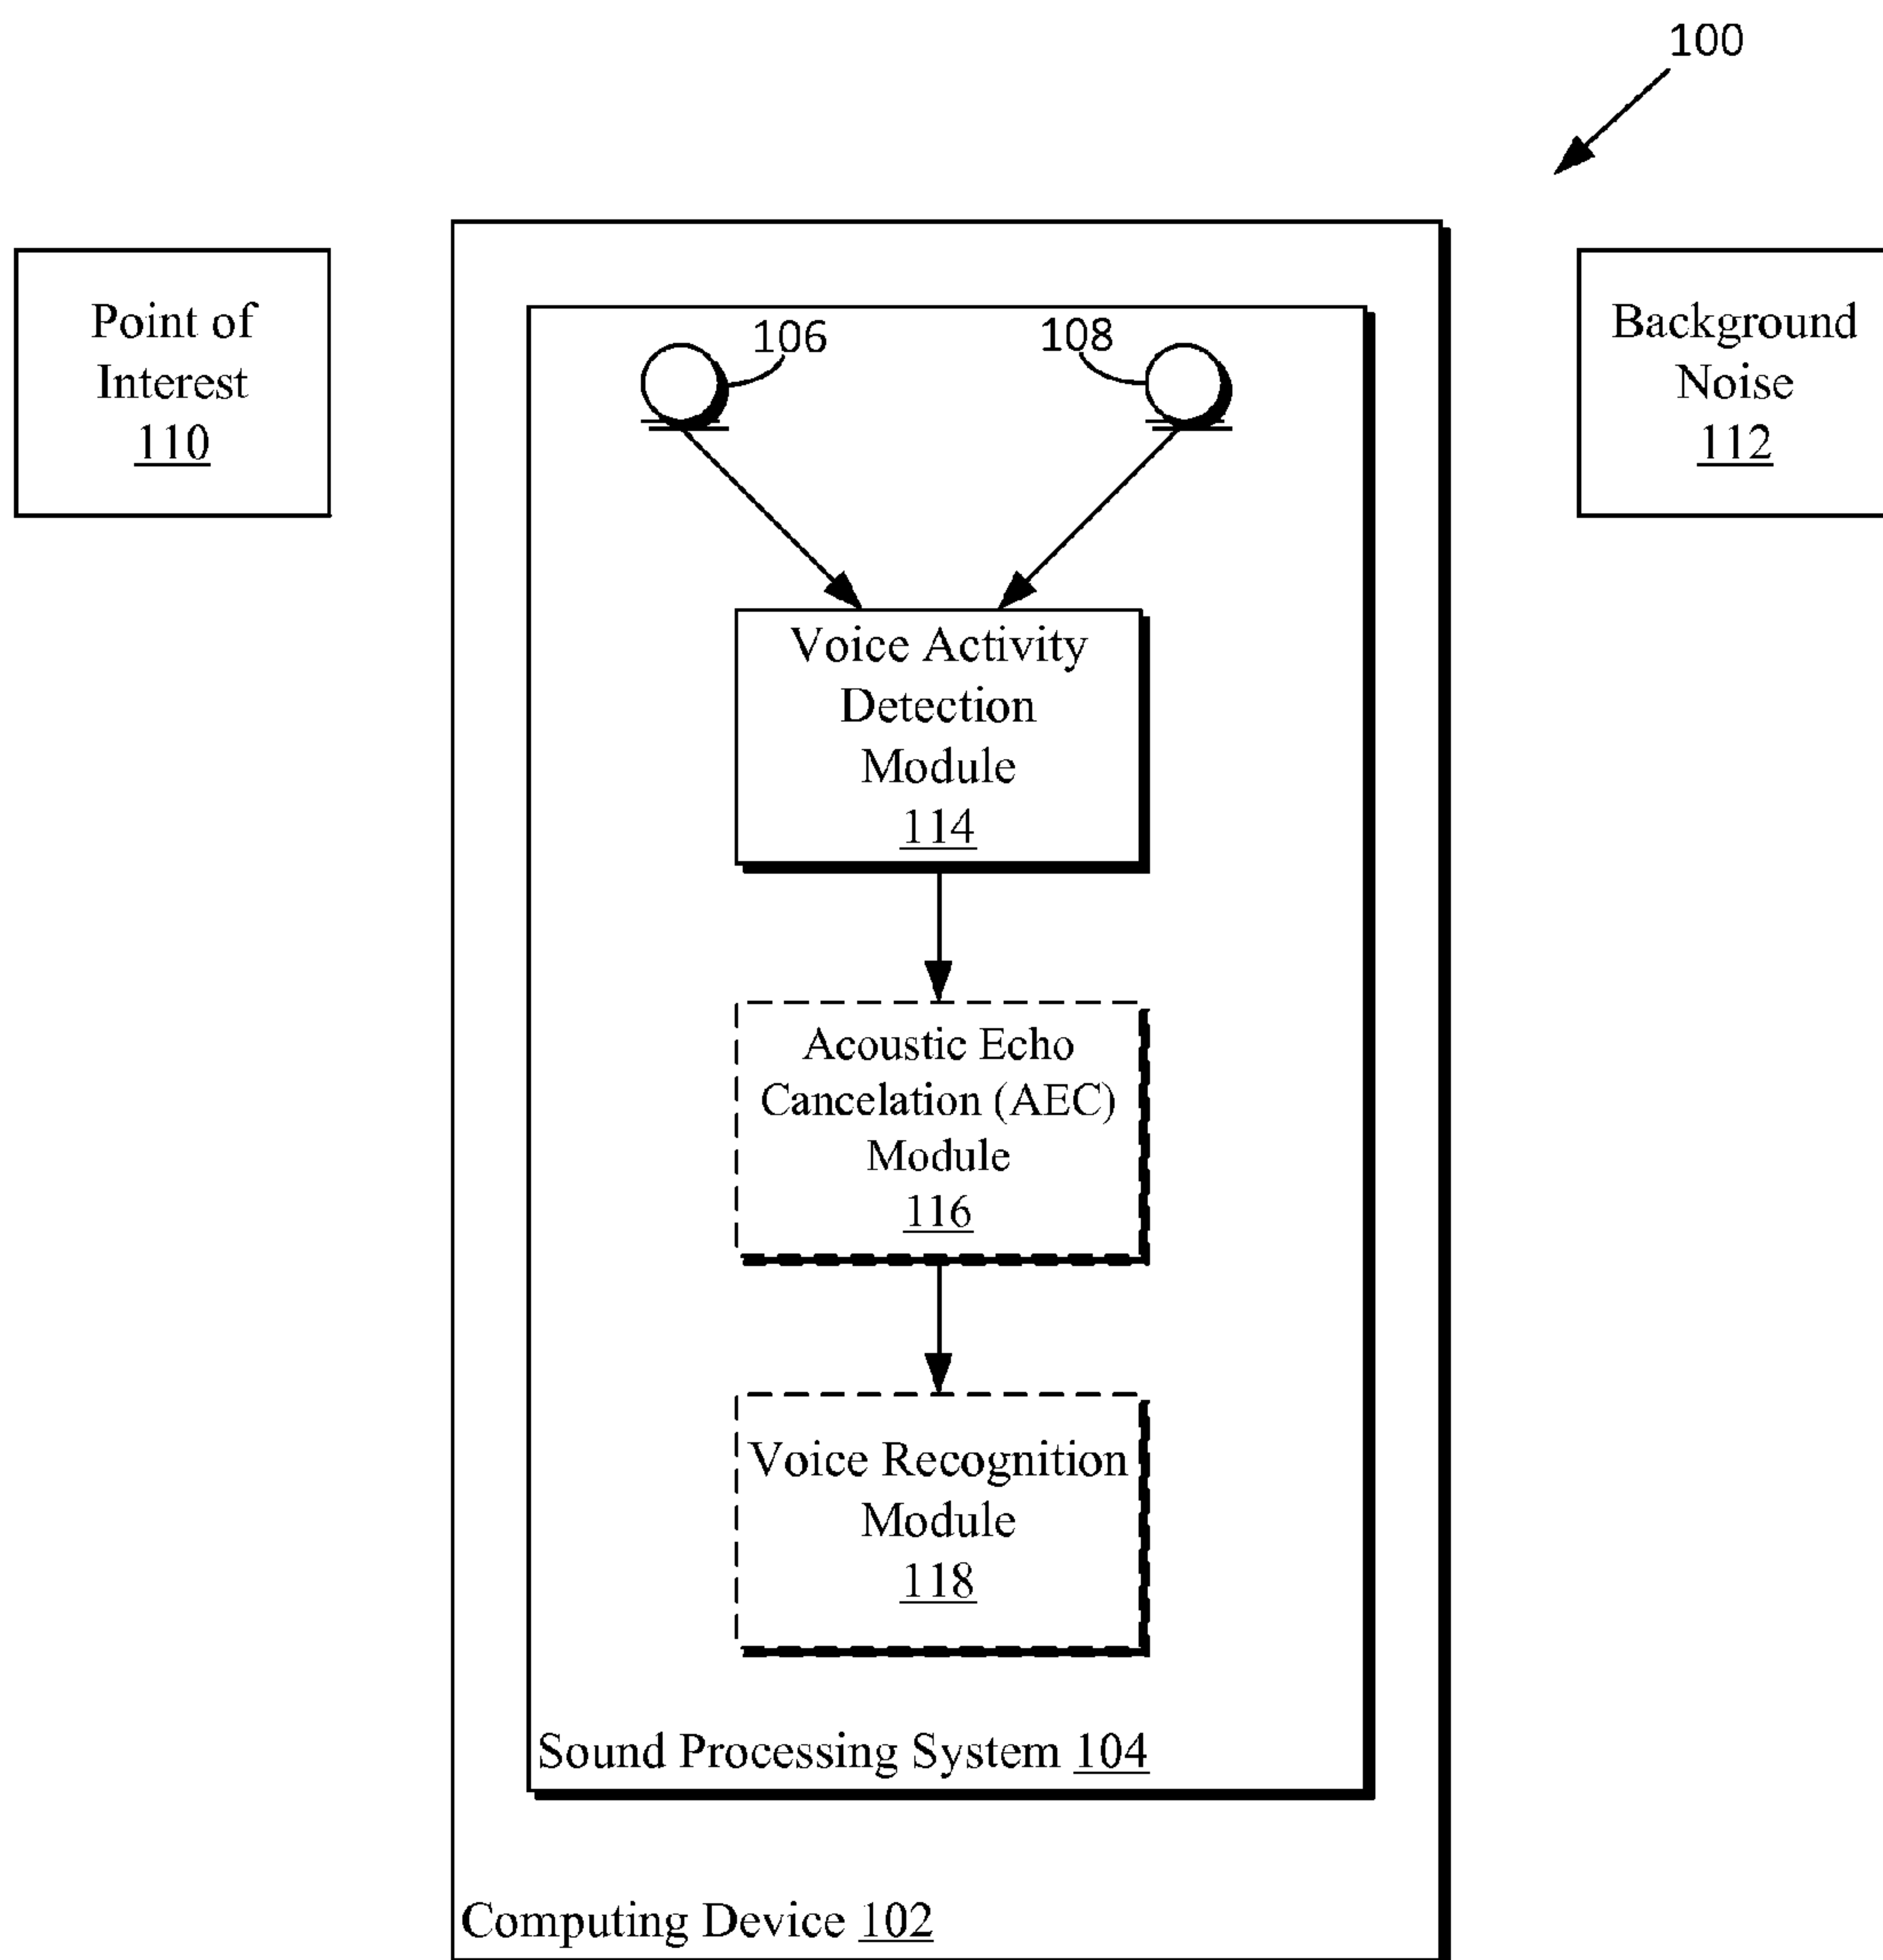 100
Point of
Interest
110
106
108
Background
Noise
112
Voice Activity
Detection
Module
114
Acoustic Echo
Cancelation (AEC)
Module
116
Voice Recognition
Module
118
Sound Processing System 104
Computing Device 102